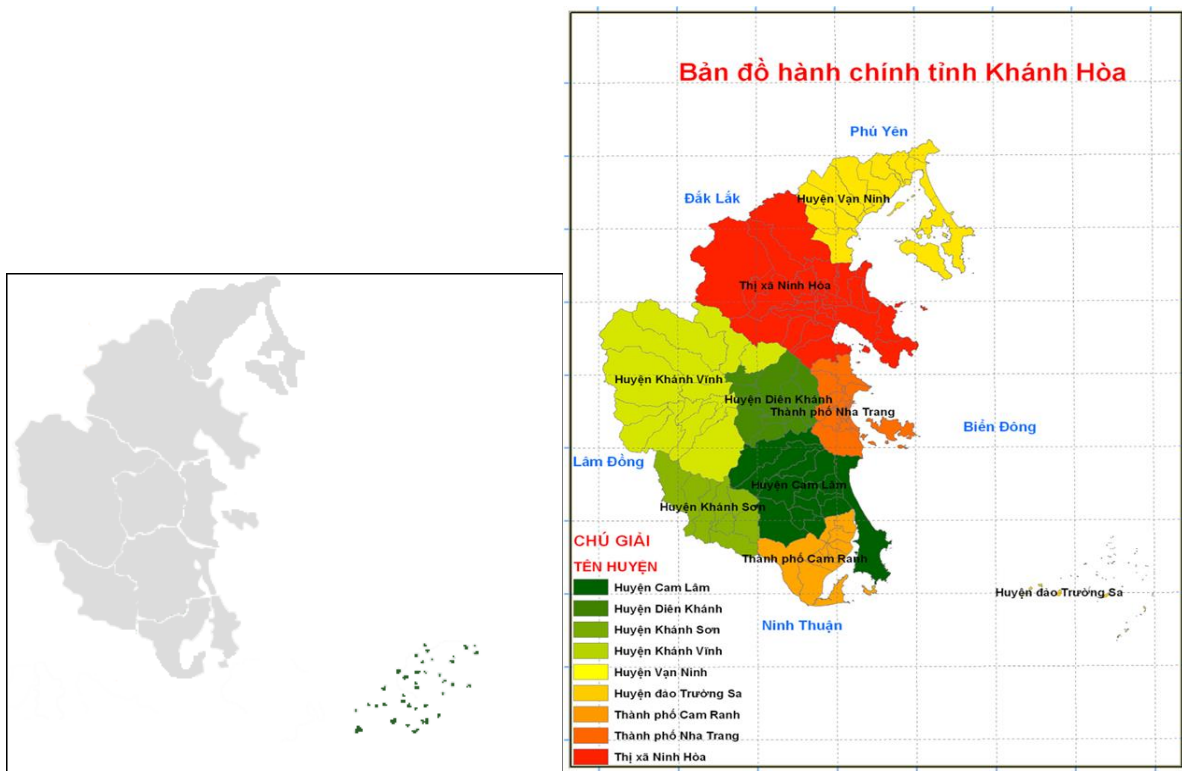 Bản đồ hành chính tỉnh Khánh Hòa
Phú Yên
Đắk Lắk
Huyện Vạn Ninh
Thị xã Ninh Hòa
Huyện Khánh Vĩnh
Huyện Diên Khánh
Thành phố Nha Trang
Biển Đông
Lâm Đồng
Huyện Cam Lâm
Huyện Khánh Sơn
Thành phố Cam Ranh
Huyện đảo Trường Sa
Ninh Thuận
CHÚ GIẢI
TÊN HUYỆN
Huyện Cam Lâm
Huyện Diên Khánh
Huyện Khánh Sơn
Huyện Khánh Vĩnh
Huyện Vạn Ninh
Huyện đảo Trường Sa
Thành phố Cam Ranh
Thành phố Nha Trang
Thị xã Ninh Hòa